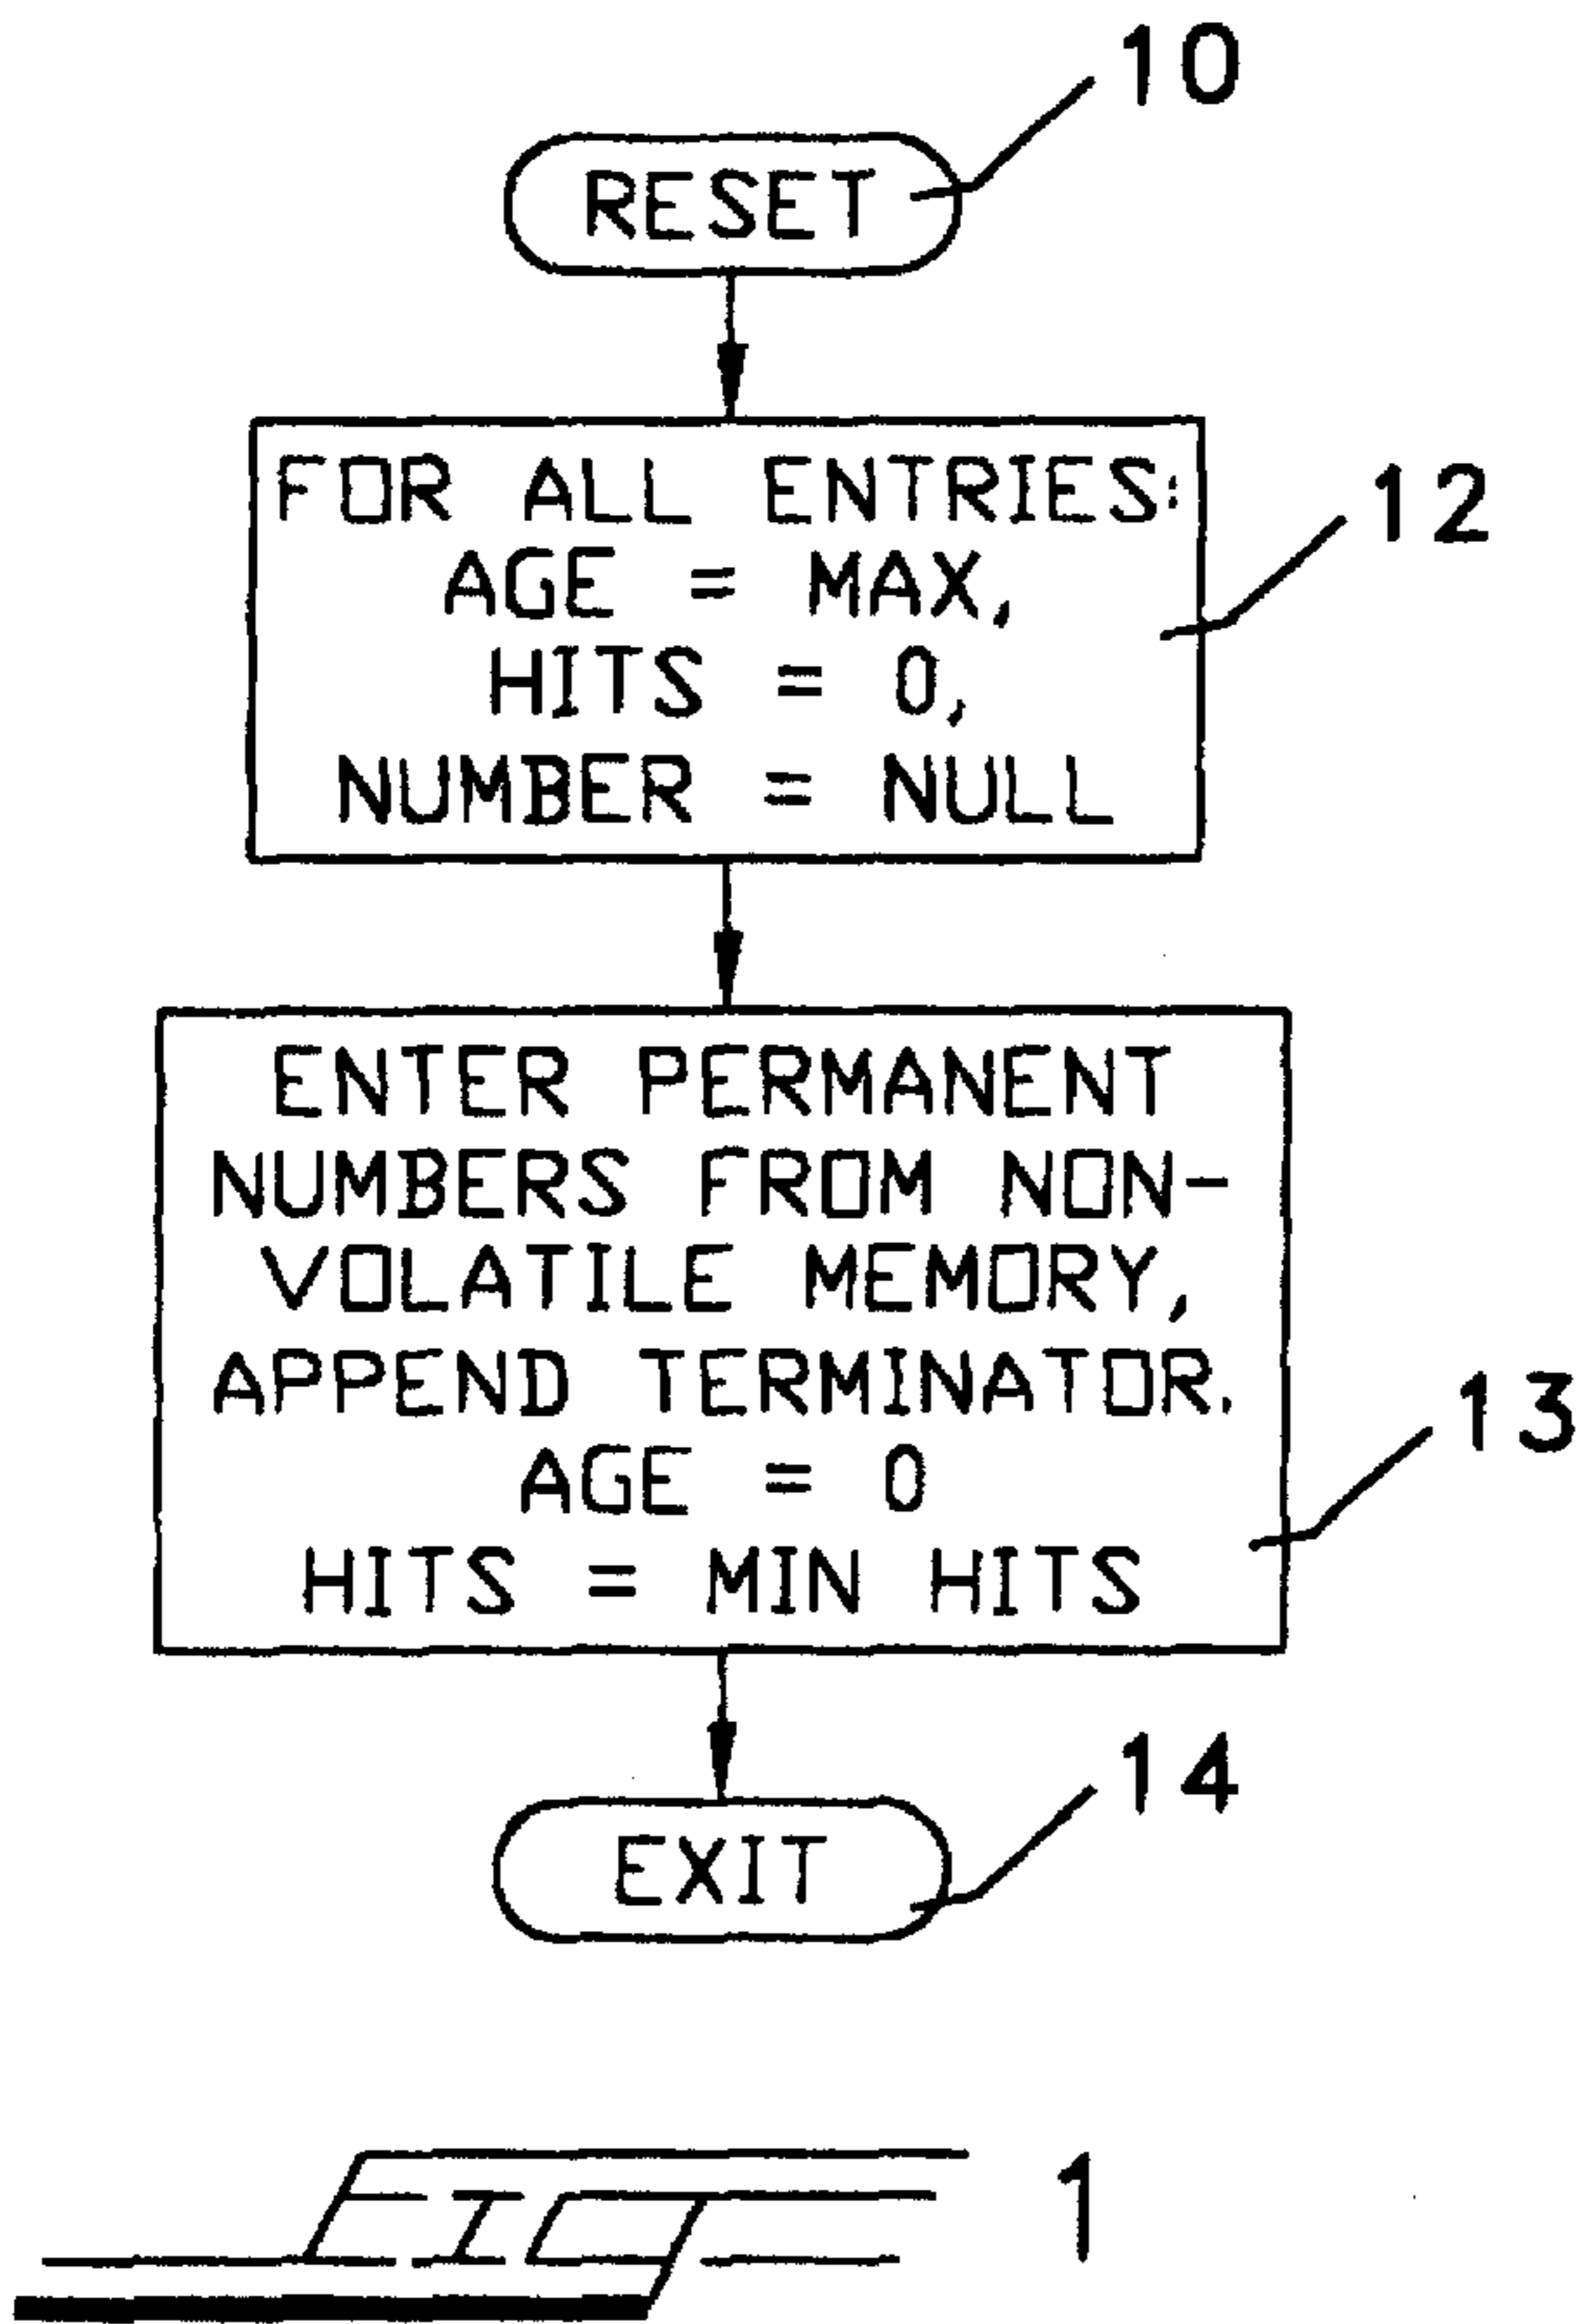 10
RESET
FOR ALL ENTRIES:
AGE = MAX,
HITS = 0,
NUMBER = NULL
12
ENTER PERMANENT
NUMBERS FROM NON-
VOLATILE MEMORY,
APPEND TERMINATOR.
AGE = 0
HITS = MIN HITS
13
14
EXIT
FIG 1